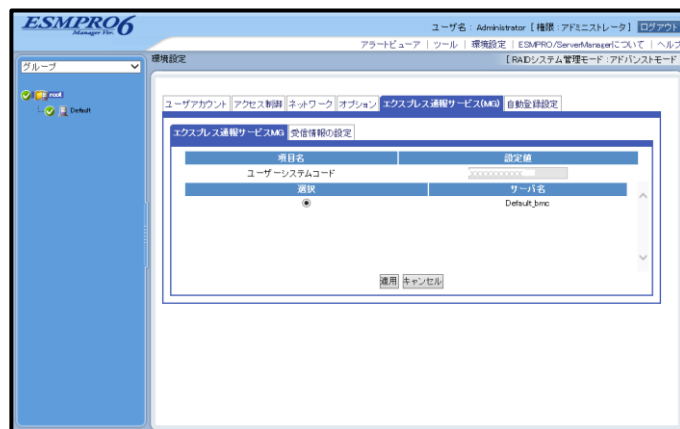 ESMPRO6
Manager Ver.
ユーザ名 : Administrator [ 権限 : アドミニストレータ ] ログアウト
アラートビューア | ツール | 環境設定 | ESMPRO/ServerManagerについて | ヘルプ
グループ
環境設定
[ RAIDシステム管理モード : アドバンストモード
root
Default
ユーザアカウント アクセス制御 ネットワーク オプション エクスプレス通報サービス(MG) 自動登録設定
エクスプレス通報サービスMG 受信情報の設定
項目名 設定値
ユーザーシステムコード xxxxxxxxxx
選択 サーバ名
Default_bmc
適用 キャンセル